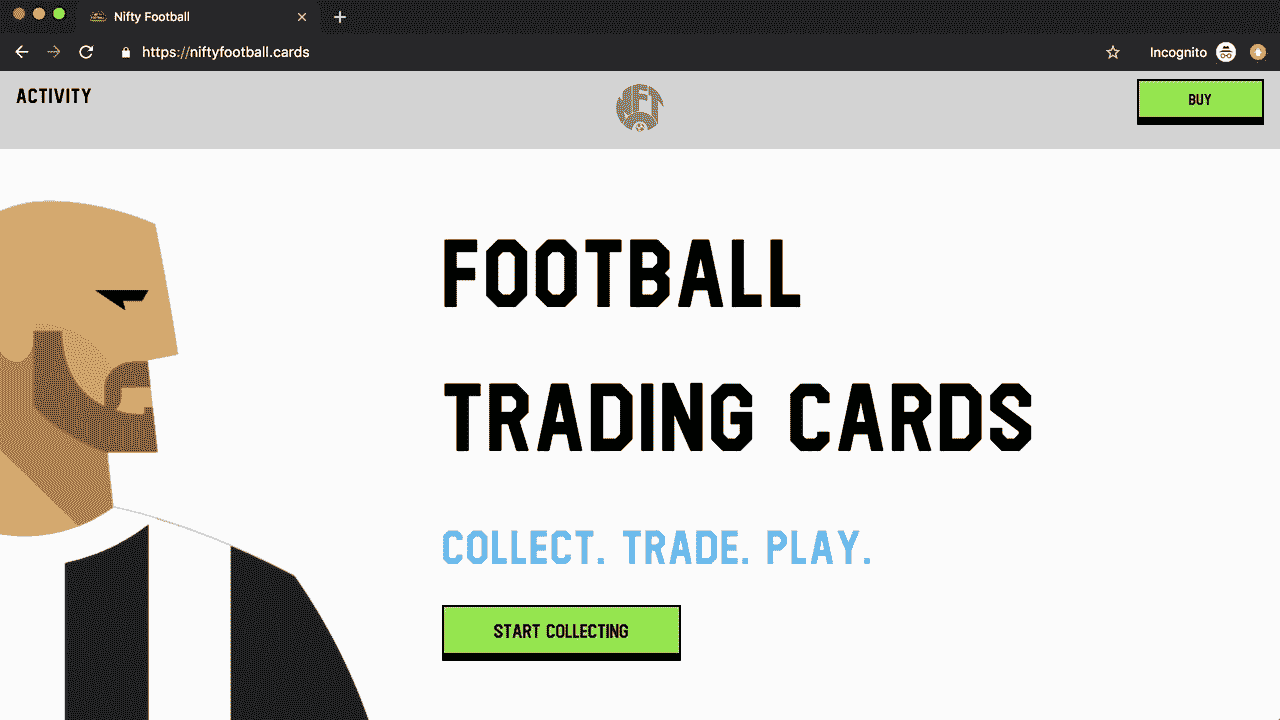 Nifty Football
https://niftyfootball.cards
Incognito
ACTIVITY
NFT
BUY
FOOTBALL
TRADING CARDS
COLLECT. TRADE. PLAY.
START COLLECTING